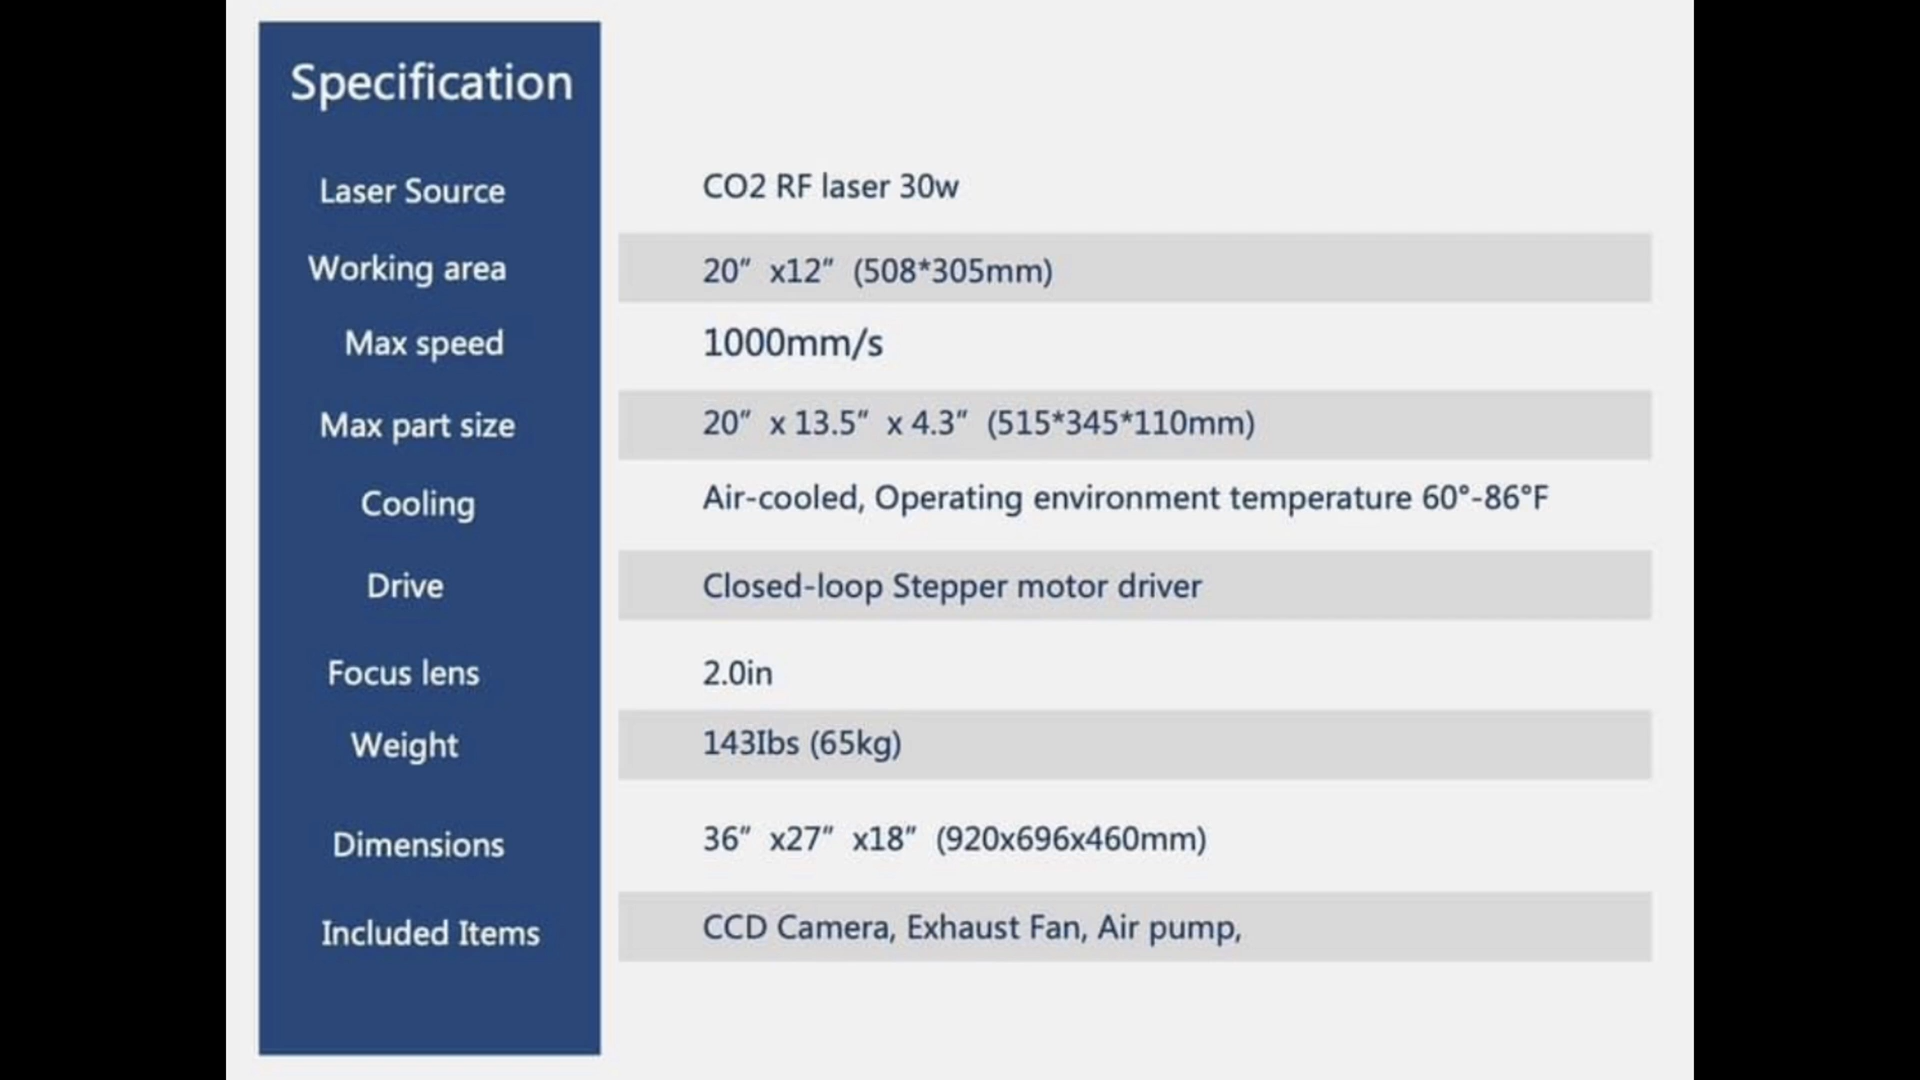 Specification
Laser Source CO2 RF laser 30w
Working area 20″ x12″ (508*305mm)
Max speed 1000mm/s
Max part size 20″ x 13.5″ x 4.3″ (515*345*110mm)
Cooling Air-cooled, Operating environment temperature 60°-86°F
Drive Closed-loop Stepper motor driver
Focus lens 2.0in
Weight 143Ibs (65kg)
Dimensions 36″ x27″ x18″ (920x696x460mm)
Included Items CCD Camera, Exhaust Fan, Air pump,